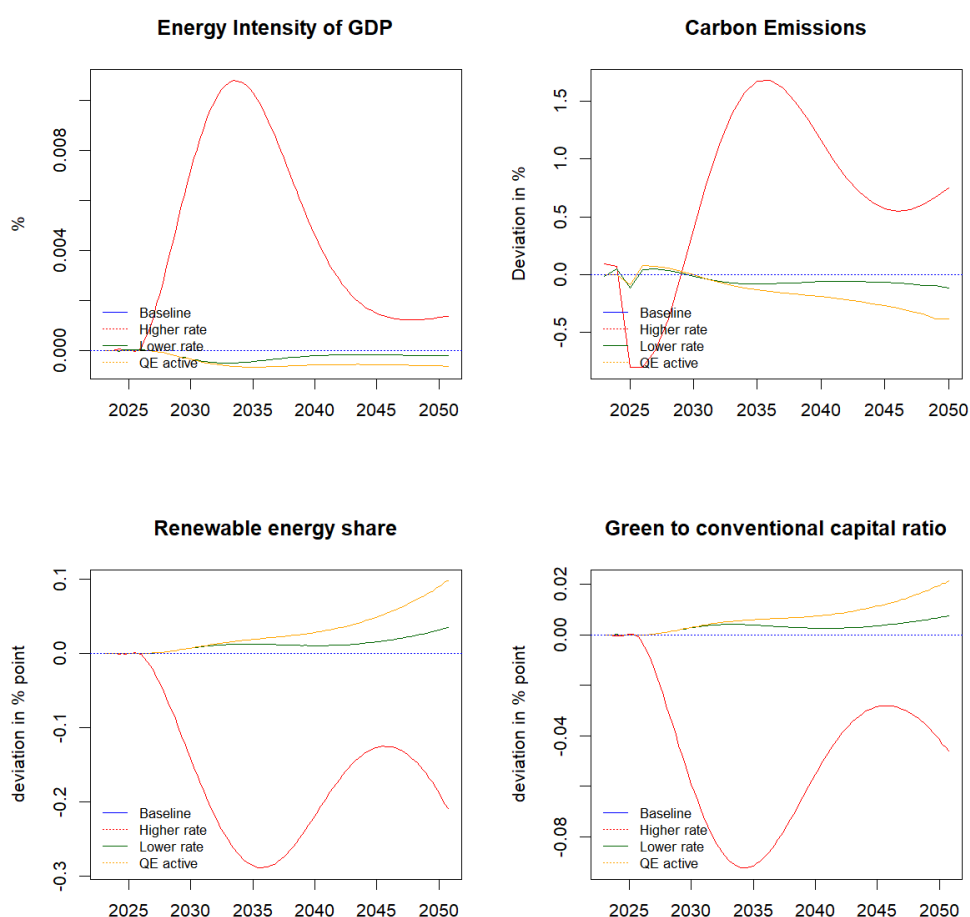 Energy Intensity of GDP
%
0.000
0.004
0.008
Baseline
Higher rate
Lower rate
QE active
2025 2030 2035 2040 2045 2050
Carbon Emissions
Deviation in %
-0.5
0.0
0.5
1.0
1.5
Baseline
Higher rate
Lower rate
QE active
2025 2030 2035 2040 2045 2050
Renewable energy share
deviation in % point
-0.3
-0.2
-0.1
0.0
0.1
Baseline
Higher rate
Lower rate
QE active
2025 2030 2035 2040 2045 2050
Green to conventional capital ratio
deviation in % point
-0.08
-0.04
0.00
0.02
Baseline
Higher rate
Lower rate
QE active
2025 2030 2035 2040 2045 2050